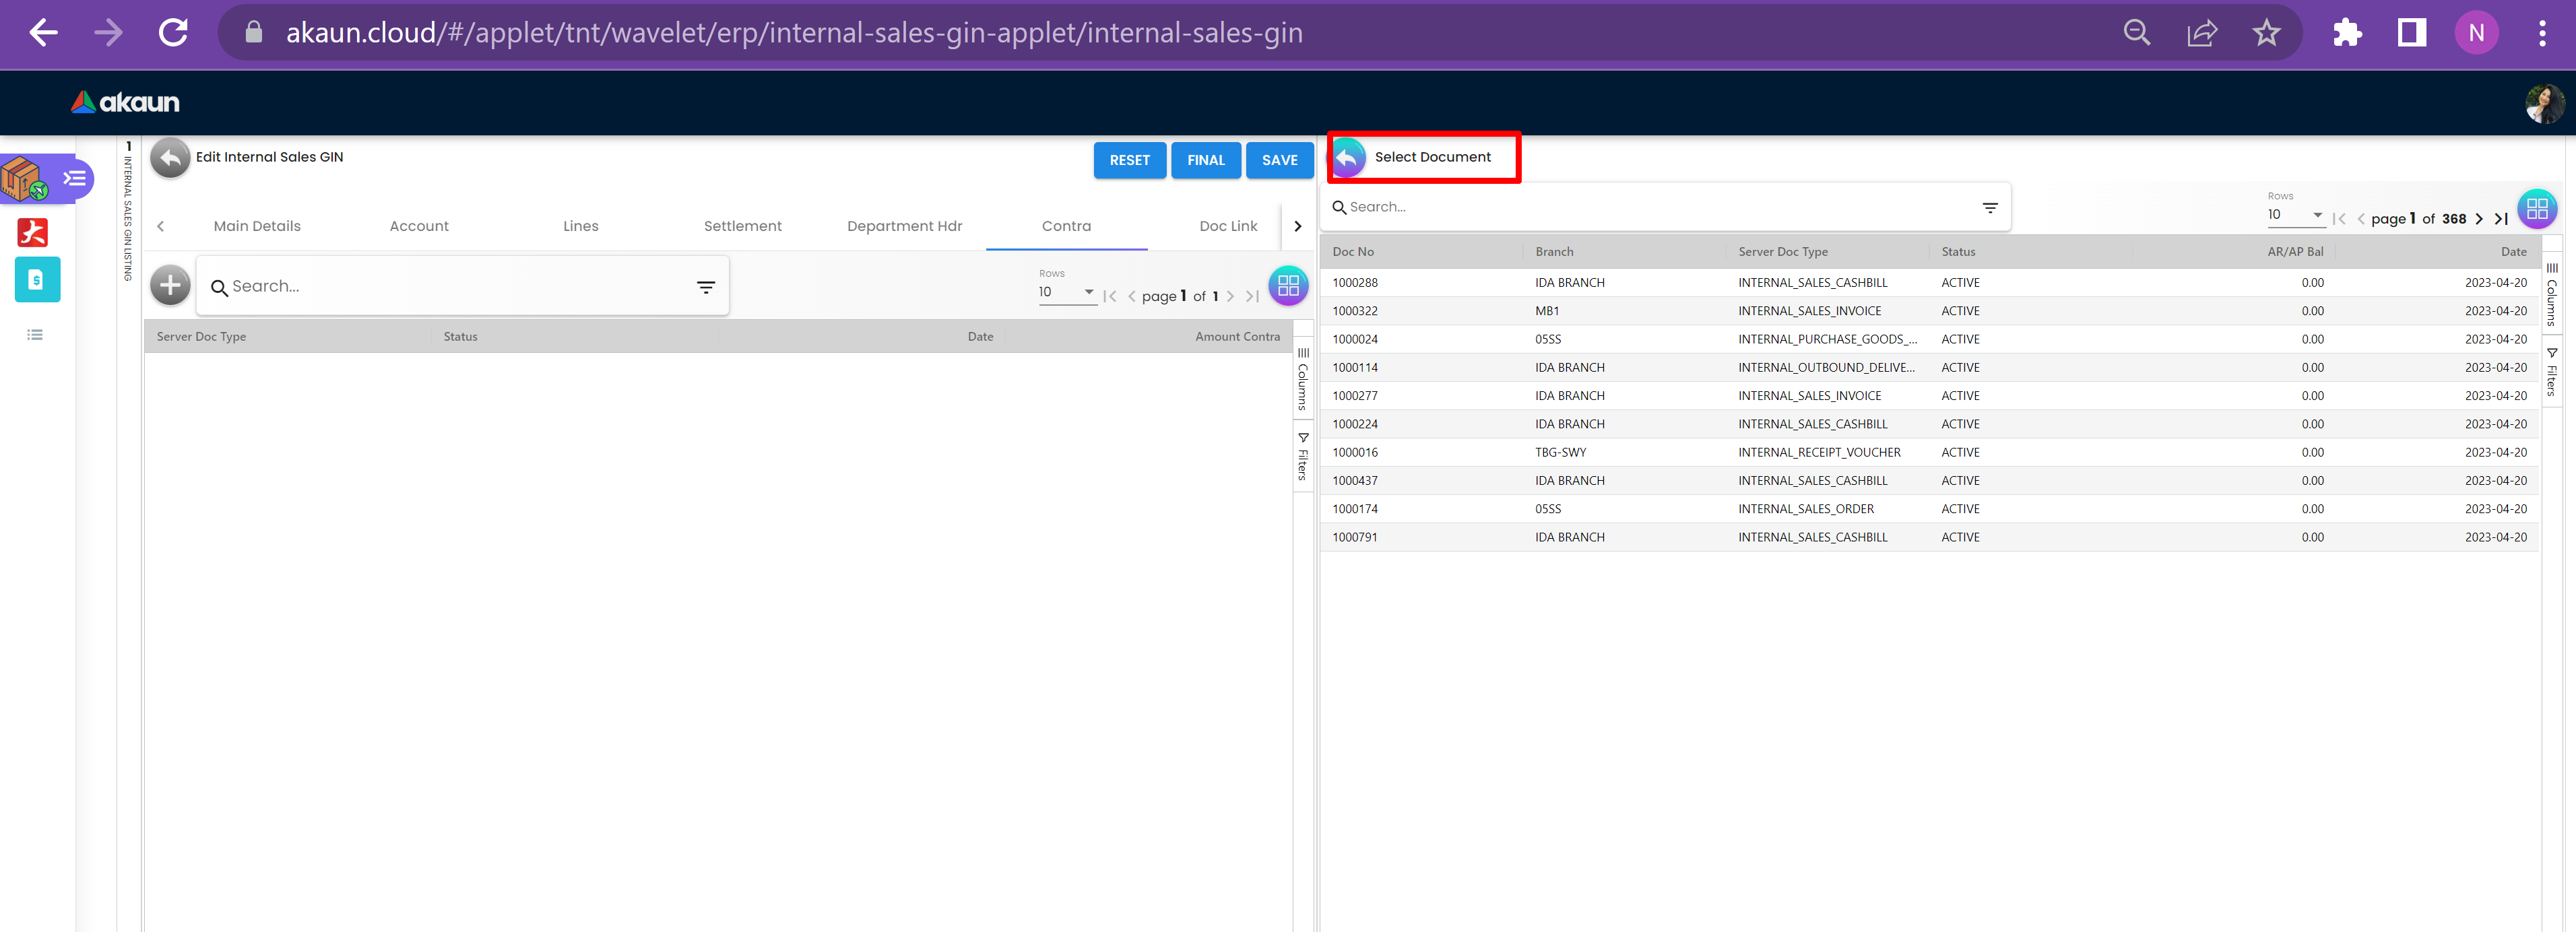 akaun.cloud/#/applet/tnt/wavelet/erp/internal-sales-gin-applet/internal-sales-gin
N
akaun
1 INTERNAL SALES GIN LISTING
Edit Internal Sales GIN
RESET FINAL SAVE
Main Details Account Lines Settlement Department Hdr Contra Doc Link
Search...
Rows
10
page 1 of 1
Server Doc Type Status Date Amount Contra
Columns
Filters
Select Document
Search...
Rows
10
page 1 of 368
Doc No Branch Server Doc Type Status AR/AP Bal Date
1000288 IDA BRANCH INTERNAL_SALES_CASHBILL ACTIVE 0.00 2023-04-20
1000322 MB1 INTERNAL_SALES_INVOICE ACTIVE 0.00 2023-04-20
1000024 05SS INTERNAL_PURCHASE_GOODS_... ACTIVE 0.00 2023-04-20
1000114 IDA BRANCH INTERNAL_OUTBOUND_DELIVE... ACTIVE 0.00 2023-04-20
1000277 IDA BRANCH INTERNAL_SALES_INVOICE ACTIVE 0.00 2023-04-20
1000224 IDA BRANCH INTERNAL_SALES_CASHBILL ACTIVE 0.00 2023-04-20
1000016 TBG-SWY INTERNAL_RECEIPT_VOUCHER ACTIVE 0.00 2023-04-20
1000437 IDA BRANCH INTERNAL_SALES_CASHBILL ACTIVE 0.00 2023-04-20
1000174 05SS INTERNAL_SALES_ORDER ACTIVE 0.00 2023-04-20
1000791 IDA BRANCH INTERNAL_SALES_CASHBILL ACTIVE 0.00 2023-04-20
Columns
Filters